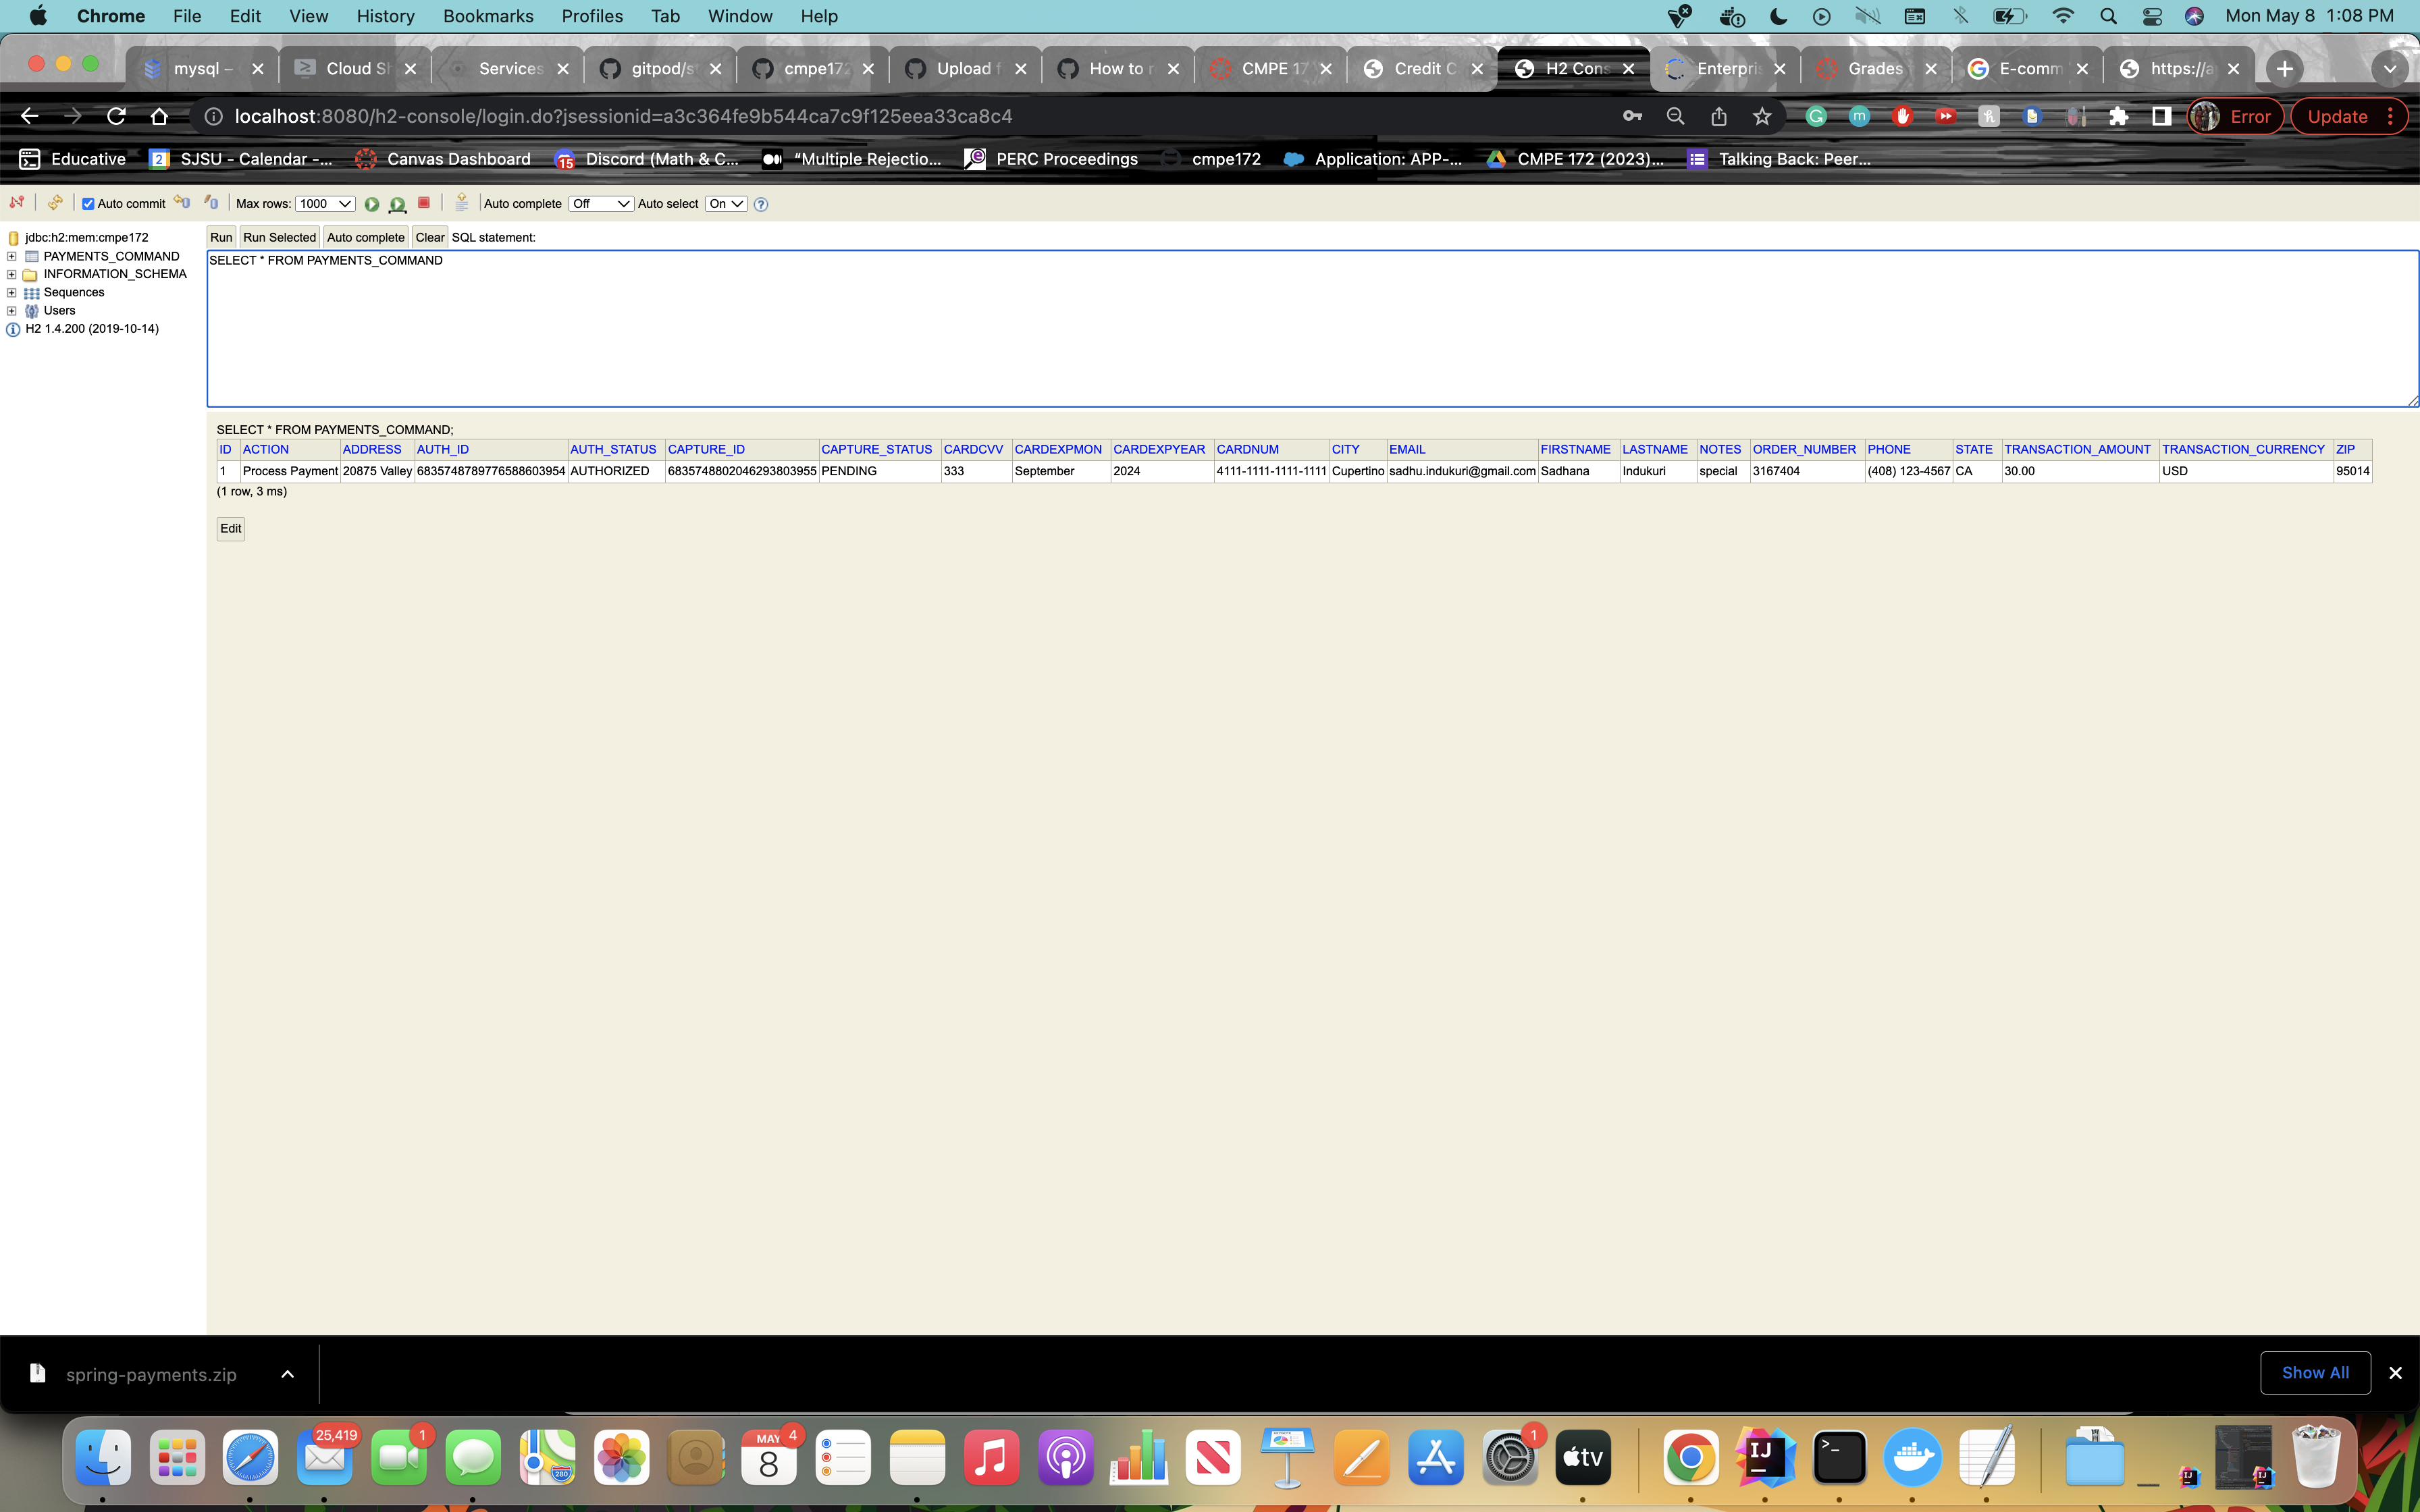 Chrome File Edit View History Bookmarks Profiles Tab Window Help Mon May 8 1:08 PM
mysql – Cloud Sh Services gitpod/s cmpe172 Upload f How to r CMPE 17 Credit C H2 Cons Enterpri Grades E-comm https://a
localhost:8080/h2-console/login.do?jsessionid=a3c364fe9b544ca7c9f125eea33ca8c4 Error Update
Educative 2 SJSU - Calendar -... Canvas Dashboard 15 Discord (Math & C... “Multiple Rejectio... PERC Proceedings cmpe172 Application: APP-... CMPE 172 (2023)... Talking Back: Peer...
Auto commit Max rows: 1000 Auto complete Off Auto select On ?
jdbc:h2:mem:cmpe172
PAYMENTS_COMMAND
INFORMATION_SCHEMA
Sequences
Users
H2 1.4.200 (2019-10-14)
Run Run Selected Auto complete Clear SQL statement:
SELECT * FROM PAYMENTS_COMMAND
SELECT * FROM PAYMENTS_COMMAND;
ID ACTION ADDRESS AUTH_ID AUTH_STATUS CAPTURE_ID CAPTURE_STATUS CARDCVV CARDEXPMON CARDEXPYEAR CARDNUM CITY EMAIL FIRSTNAME LASTNAME NOTES ORDER_NUMBER PHONE STATE TRANSACTION_AMOUNT TRANSACTION_CURRENCY ZIP
1 Process Payment 20875 Valley 6835748789776588603954 AUTHORIZED 6835748802046293803955 PENDING 333 September 2024 4111-1111-1111-1111 Cupertino sadhu.indukuri@gmail.com Sadhana Indukuri special 3167404 (408) 123-4567 CA 30.00 USD 95014
(1 row, 3 ms)
Edit
spring-payments.zip Show All
25,419 1 280 MAY 8 4 1 tv IJ >_